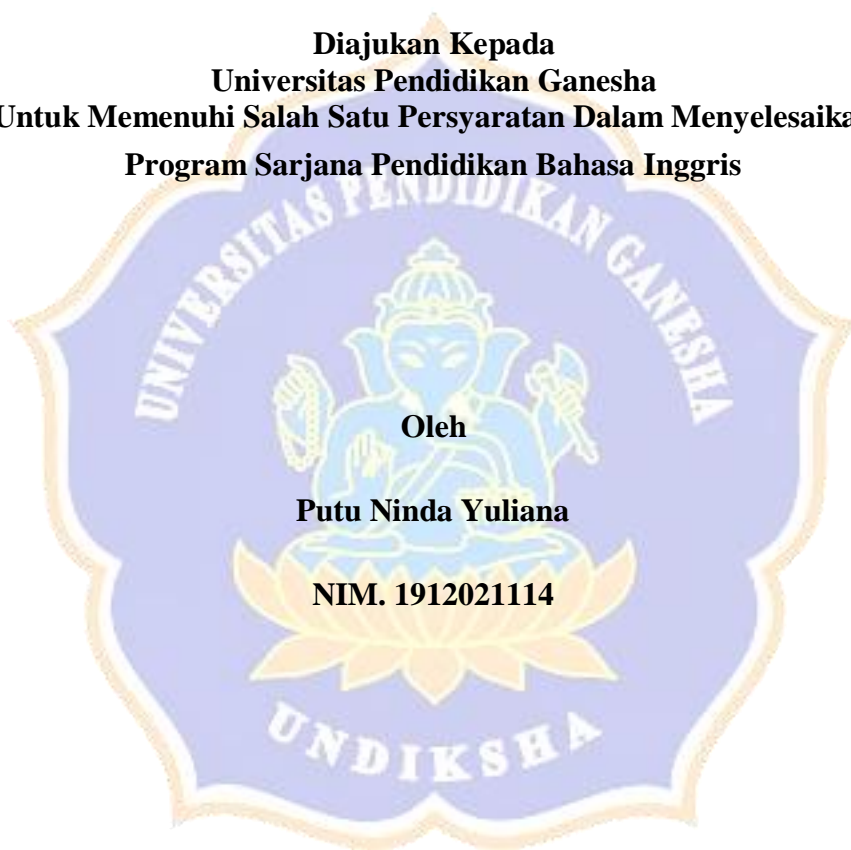 Diajukan Kepada
Universitas Pendidikan Ganesha
Untuk Memenuhi Salah Satu Persyaratan Dalam Menyelesaika
Program Sarjana Pendidikan Bahasa Inggris
UNIVERSITAS PENDIDIKAN GANESHA
Oleh
Putu Ninda Yuliana
NIM. 1912021114
UNDIKSHA